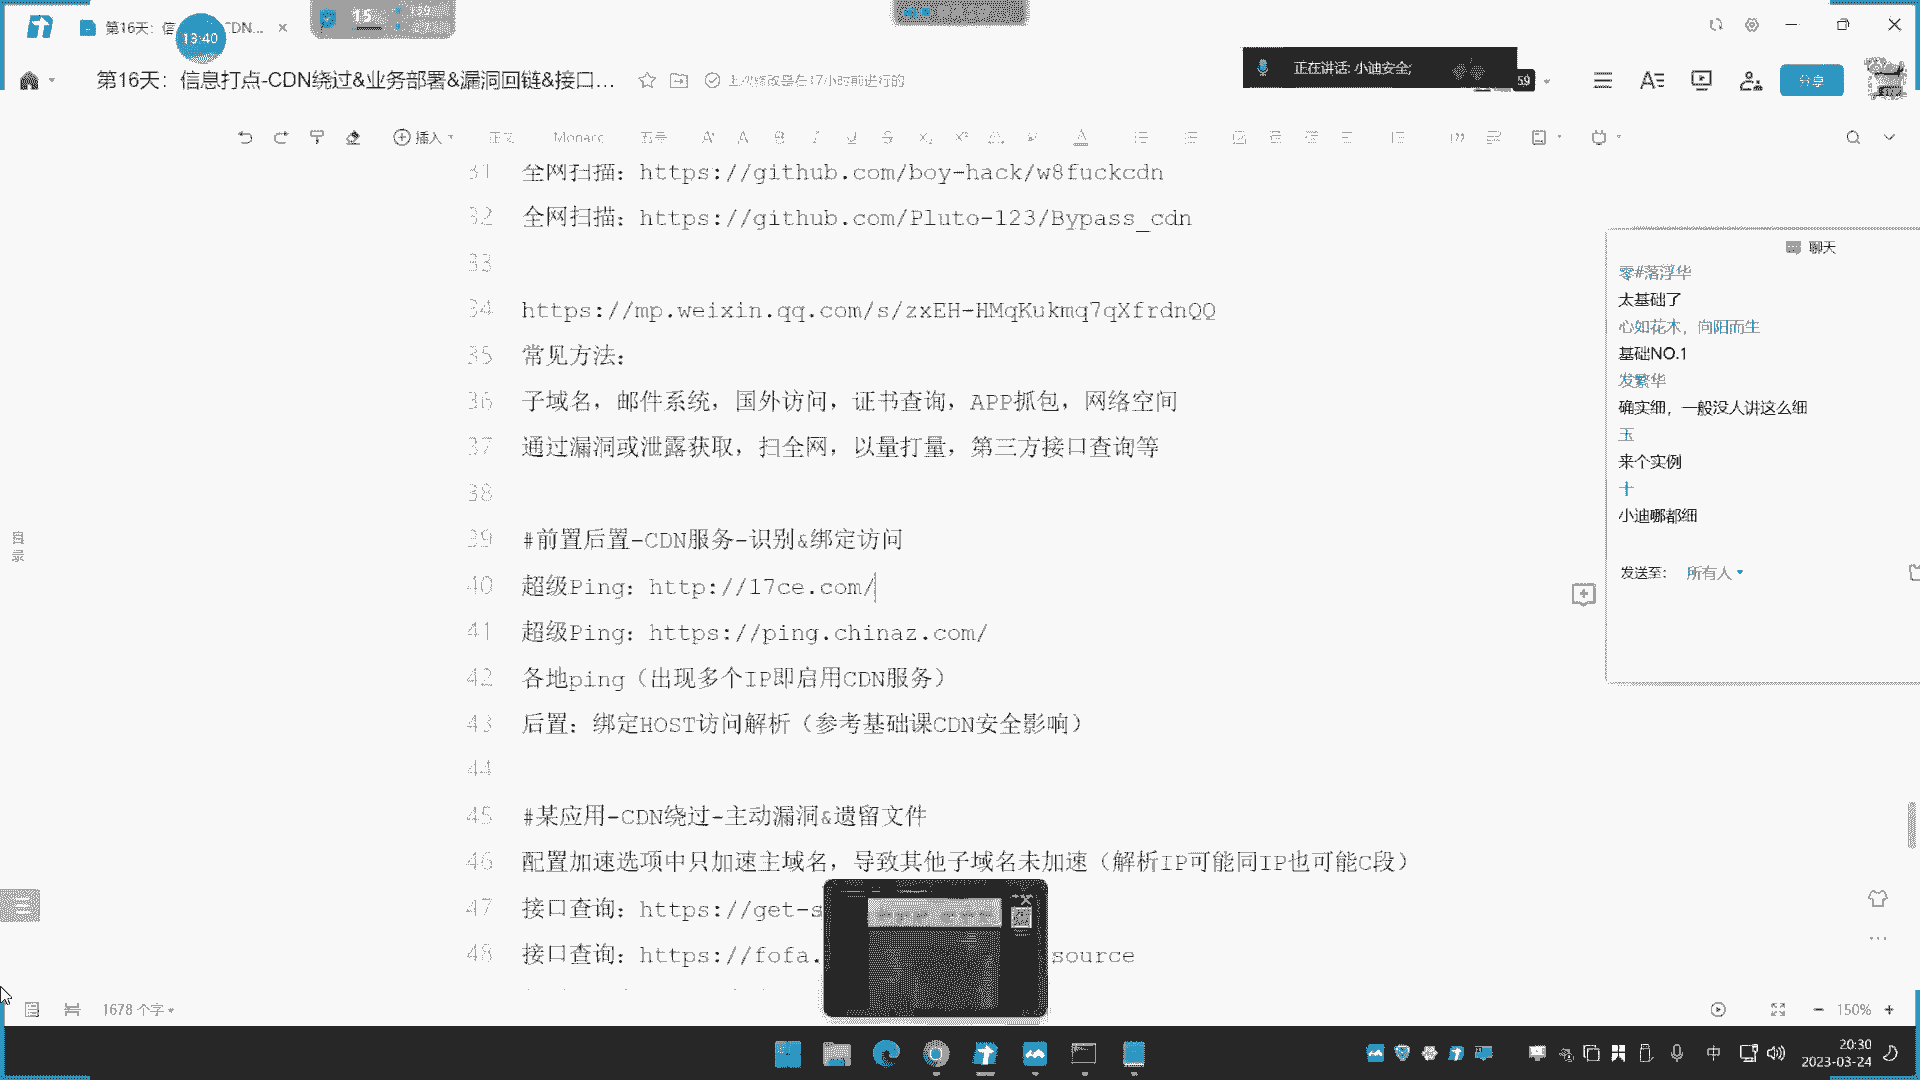 第16天：信
CDN...
13:40
15
第16天：信息打点-CDN绕过&业务部署&漏洞回链&接口...
上次修改是在17小时前进行的
正在讲话: 小迪安全;
59
分享
插入
正文
Monaco
五号
31 全网扫描：https://github.com/boy-hack/w8fuckcdn
32 全网扫描：https://github.com/Pluto-123/Bypass_cdn
33
34 https://mp.weixin.qq.com/s/zxEH-HMqKukmq7qXfrdnQQ
35 常见方法：
36 子域名，邮件系统，国外访问，证书查询，APP抓包，网络空间
37 通过漏洞或泄露获取，扫全网，以量打量，第三方接口查询等
38
39 #前置后置-CDN服务-识别&绑定访问
40 超级Ping：http://17ce.com/
41 超级Ping：https://ping.chinaz.com/
42 各地ping（出现多个IP即启用CDN服务）
43 后置：绑定HOST访问解析（参考基础课CDN安全影响）
44
45 #某应用-CDN绕过-主动漏洞&遗留文件
46 配置加速选项中只加速主域名，导致其他子域名未加速（解析IP可能同IP也可能C段）
47 接口查询：https://get-s
48 接口查询：https://fofa.
source
聊天
零#落浮华
太基础了
心如花木，向阳而生
基础NO.1
发繁华
确实细，一般没人讲这么细
玉
来个实例
十
小迪哪都细
发送至：
所有人
目录
1678 个字
150%
中
20:30
2023-03-24